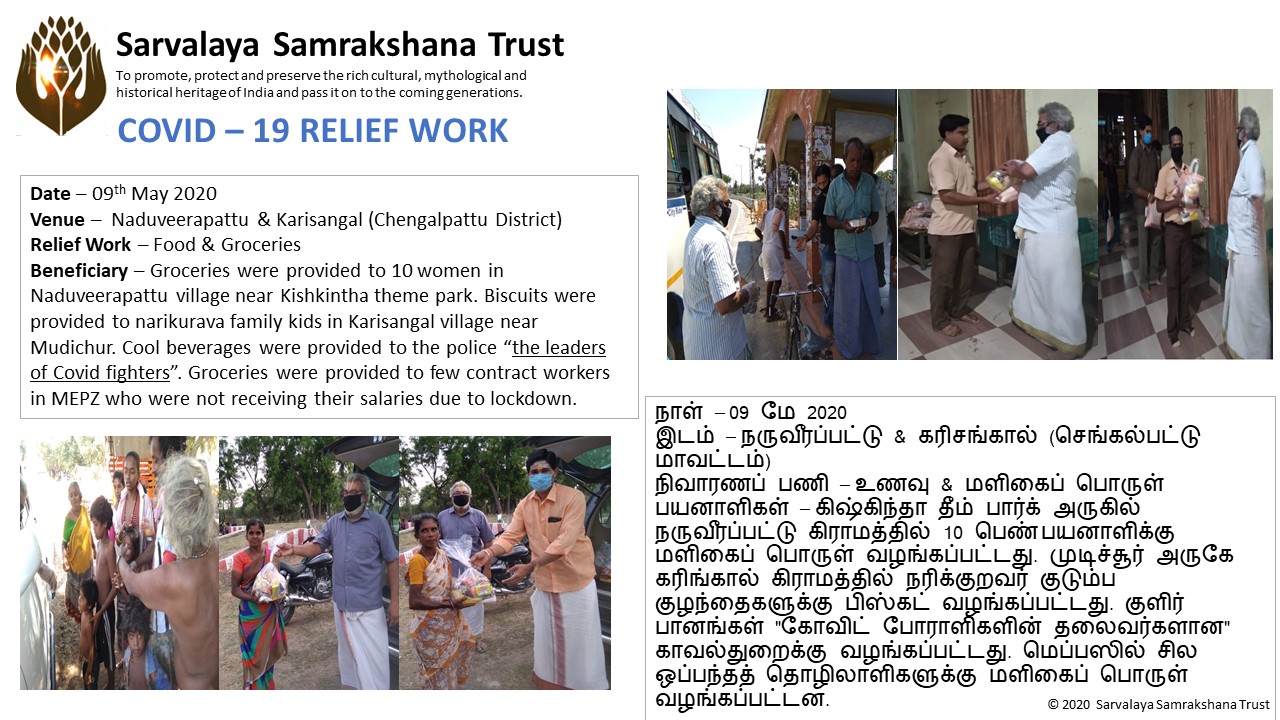 Sarvalaya Samrakshana Trust
To promote, protect and preserve the rich cultural, mythological and
historical heritage of India and pass it on to the coming generations.
COVID – 19 RELIEF WORK
Date – 09th May 2020
Venue – Naduveerapattu & Karisangal (Chengalpattu District)
Relief Work – Food & Groceries
Beneficiary – Groceries were provided to 10 women in
Naduveerapattu village near Kishkintha theme park. Biscuits were
provided to narikurava family kids in Karisangal village near
Mudichur. Cool beverages were provided to the police “the leaders
of Covid fighters”. Groceries were provided to few contract workers
in MEPZ who were not receiving their salaries due to lockdown.
நாள் – 09 மே 2020
இடம் – நருவீரப்பட்டு & கரிசங்கால் (செங்கல்பட்டு
மாவட்டம்)
நிவாரணப் பணி – உணவு & மளிகைப் பொருள்
பயனாளிகள் – கிஷ்கிந்தா தீம் பார்க் அருகில்
நருவீரப்பட்டு கிராமத்தில் 10 பெண்பயனாளிக்கு
மளிகைப் பொருள் வழங்கப்பட்டது. முடிச்சூர் அருகே
கரிங்கால் கிராமத்தில் நரிக்குறவர் குடும்ப
குழந்தைகளுக்கு பிஸ்கட் வழங்கப்பட்டது. குளிர்
பானங்கள் "கோவிட் போராளிகளின் தலைவர்களான"
காவல்துறைக்கு வழங்கப்பட்டது. மெப்பஸில் சில
ஒப்பந்தத் தொழிலாளிகளுக்கு மளிகைப் பொருள்
வழங்கப்பட்டன.
© 2020 Sarvalaya Samrakshana Trust